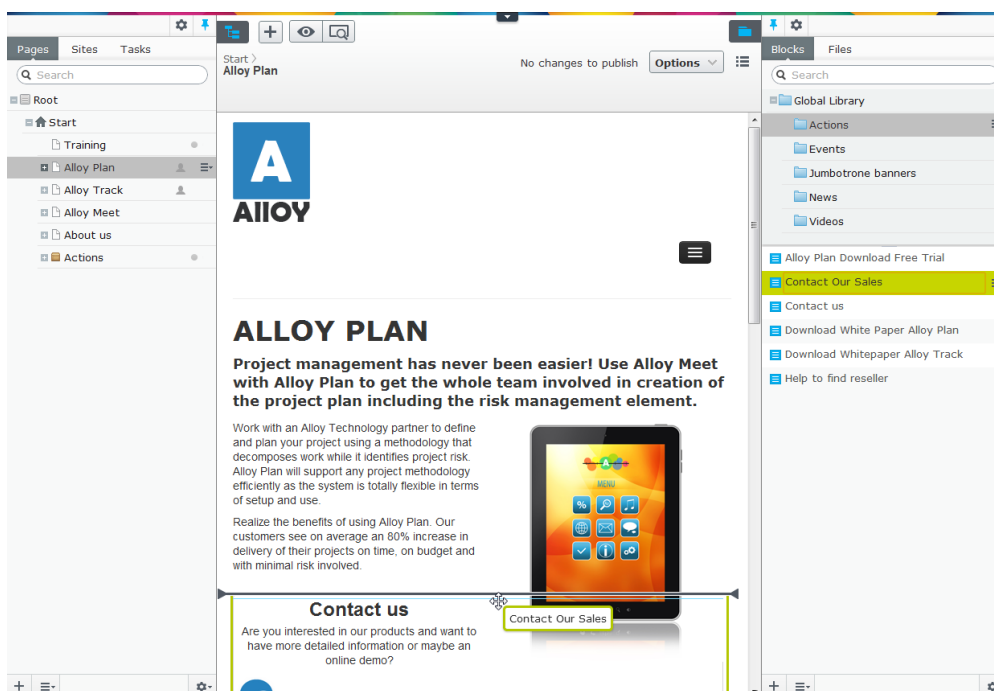 Pages Sites Tasks
Search
Root
Start
Training
Alloy Plan
Alloy Track
Alloy Meet
About us
Actions
Start
Alloy Plan
No changes to publish Options
A
AllOY
ALLOY PLAN
Project management has never been easier! Use Alloy Meet
with Alloy Plan to get the whole team involved in creation of
the project plan including the risk management element.
Work with an Alloy Technology partner to define
and plan your project using a methodology that
decomposes work while it identifies project risk.
Alloy Plan will support any project methodology
efficiently as the system is totally flexible in terms
of setup and use.
Realize the benefits of using Alloy Plan. Our
customers see on average an 80% increase in
delivery of their projects on time, on budget and
with minimal risk involved.
A
MENU
%
Contact us
Are you interested in our products and want to
have more detailed information or maybe an
online demo?
Contact Our Sales
Blocks Files
Search
Global Library
Actions
Events
Jumbotrone banners
News
Videos
Alloy Plan Download Free Trial
Contact Our Sales
Contact us
Download White Paper Alloy Plan
Download Whitepaper Alloy Track
Help to find reseller